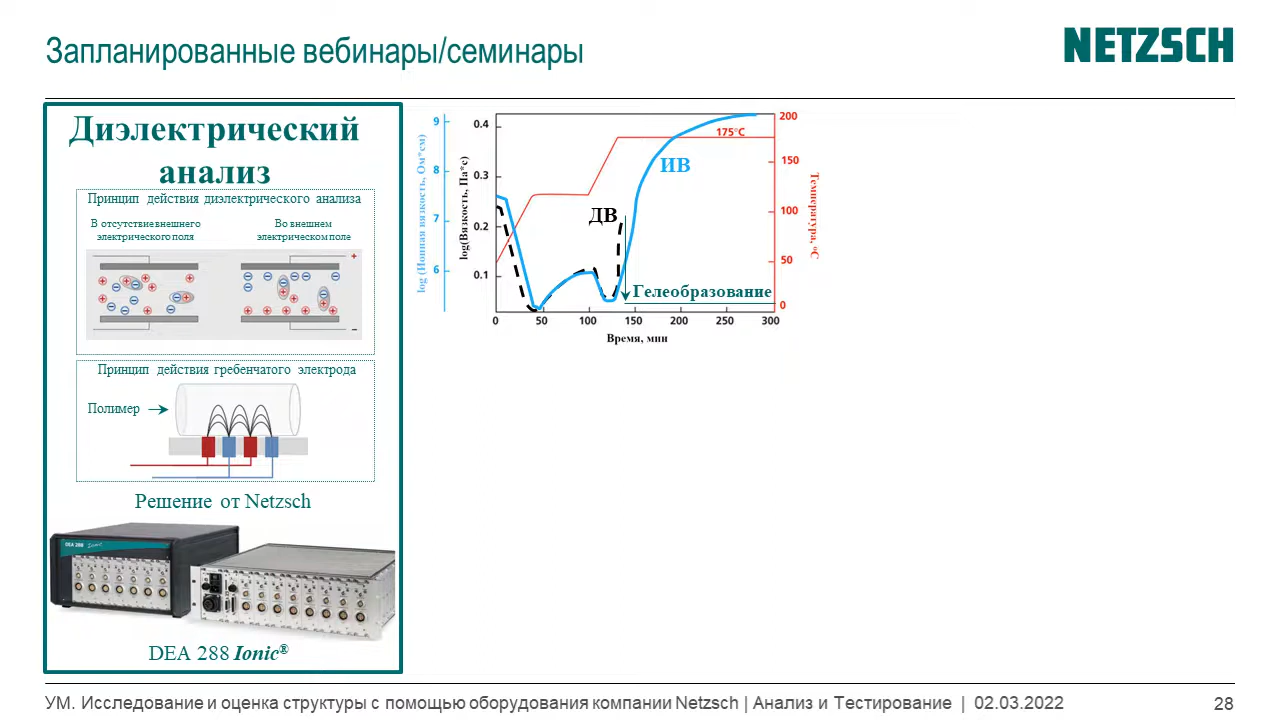 Запланированные вебинары/семинары
NETZSCH
Диэлектрический
анализ
Принцип действия диэлектрического анализа
В отсутствие внешнего
электрического поля
Во внешнем
электрическом поле
Принцип действия гребенчатого электрода
Полимер
Решение от Netzsch
DEA 288 Ionic
DEA 288 Ionic®
log (Ионная вязкость, Ом*см)
9
8
7
6
log(Вязкость, Па*с)
0.4
0.3
0.2
0.1
175°C
ИВ
ДВ
Гелеобразование
200
150
100
50
0
Температура, °C
0 50 100 150 200 250 300
Время, мин
УМ. Исследование и оценка структуры с помощью оборудования компании Netzsch | Анализ и Тестирование | 02.03.2022
28